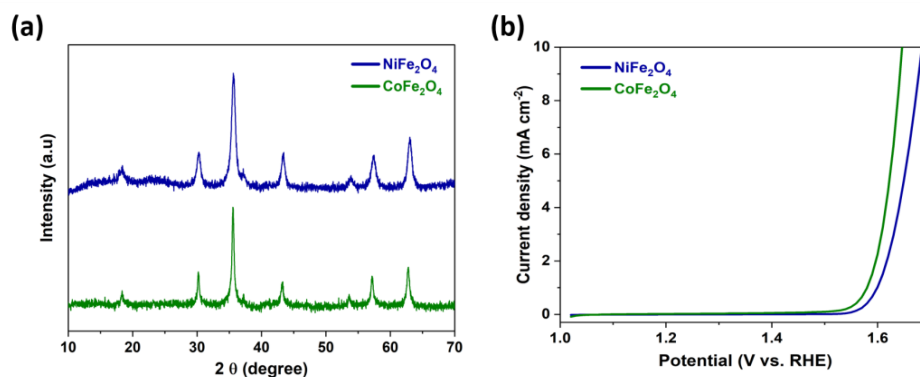 (a)
NiFe₂O₄
CoFe₂O₄
Intensity (a.u)
10 20 30 40 50 60 70
2 θ (degree)
(b)
10
NiFe₂O₄
CoFe₂O₄
8
6
4
2
0
Current density (mA cm⁻²)
1.0 1.2 1.4 1.6
Potential (V vs. RHE)